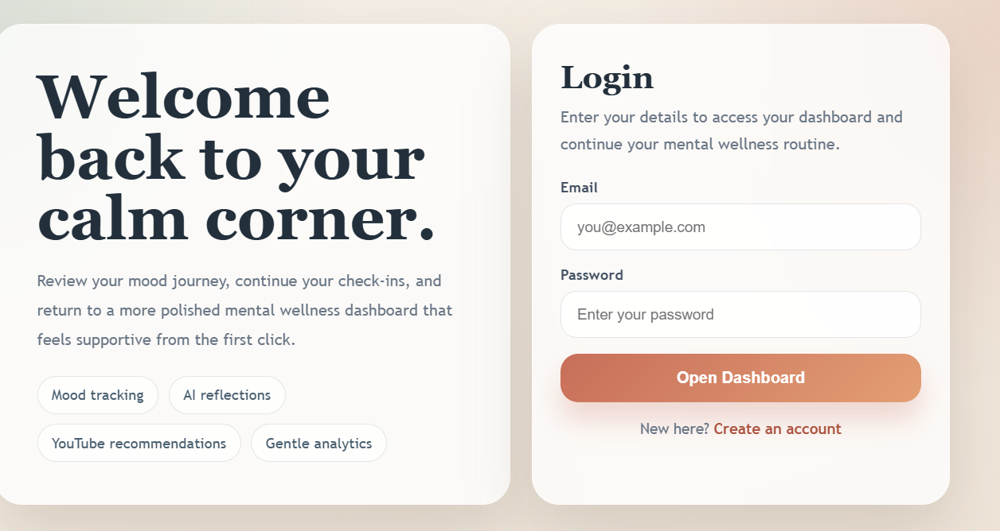 Welcome
back to your
calm corner.
Review your mood journey, continue your check-ins, and
return to a more polished mental wellness dashboard that
feels supportive from the first click.
Mood tracking
AI reflections
YouTube recommendations
Gentle analytics
Login
Enter your details to access your dashboard and
continue your mental wellness routine.
Email
you@example.com
Password
Enter your password
Open Dashboard
New here? Create an account